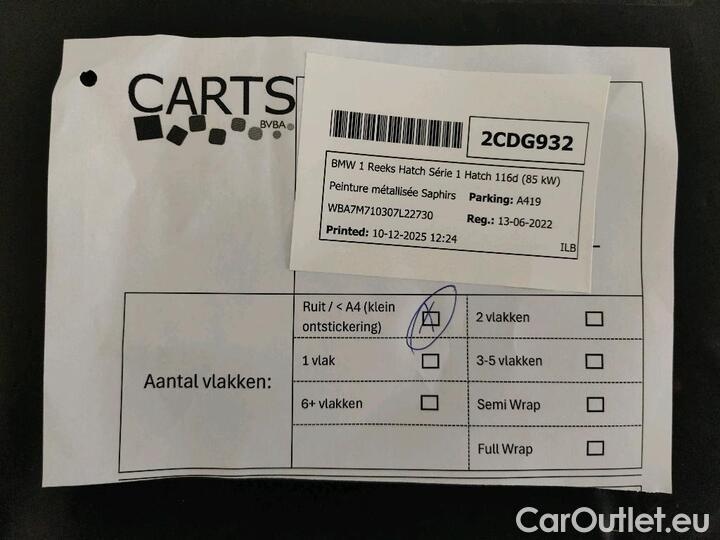 CARTS
BVBA
2CDG932
BMW 1 Reeks Hatch Série 1 Hatch 116d (85 kW)
Peinture métallisée Saphirs Parking: A419
WBA7M710307L22730 Reg.: 13-06-2022
Printed: 10-12-2025 12:24 ILB
Aantal vlakken:
Ruit / < A4 (klein
ontstickering)
X
2 vlakken
1 vlak
3-5 vlakken
6+ vlakken
Semi Wrap
Full Wrap
CarOutlet.eu